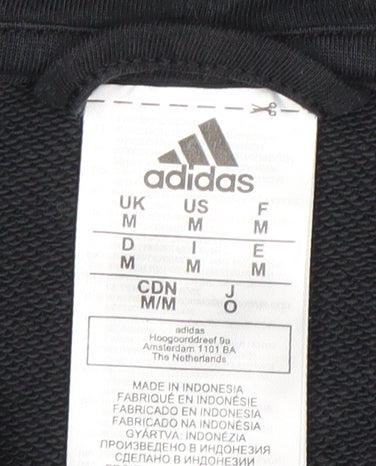 adidas
UK US F
M M M
D I E
M M M
CDN J
M/M O
adidas
Hoogoorddreef 9a
Amsterdam 1101 BA
The Netherlands
MADE IN INDONESIA
FABRIQUÉ EN INDONÉSIE
FABRICADO EN INDONESIA
FABRICADO NA INDONÉSIA
GYÁRTVA: INDONÉZIA
ПРОИЗВЕДЕНО В ИНДОНЕЗИЯ
СДЕЛАНО В ИНДОНЕЗИИ